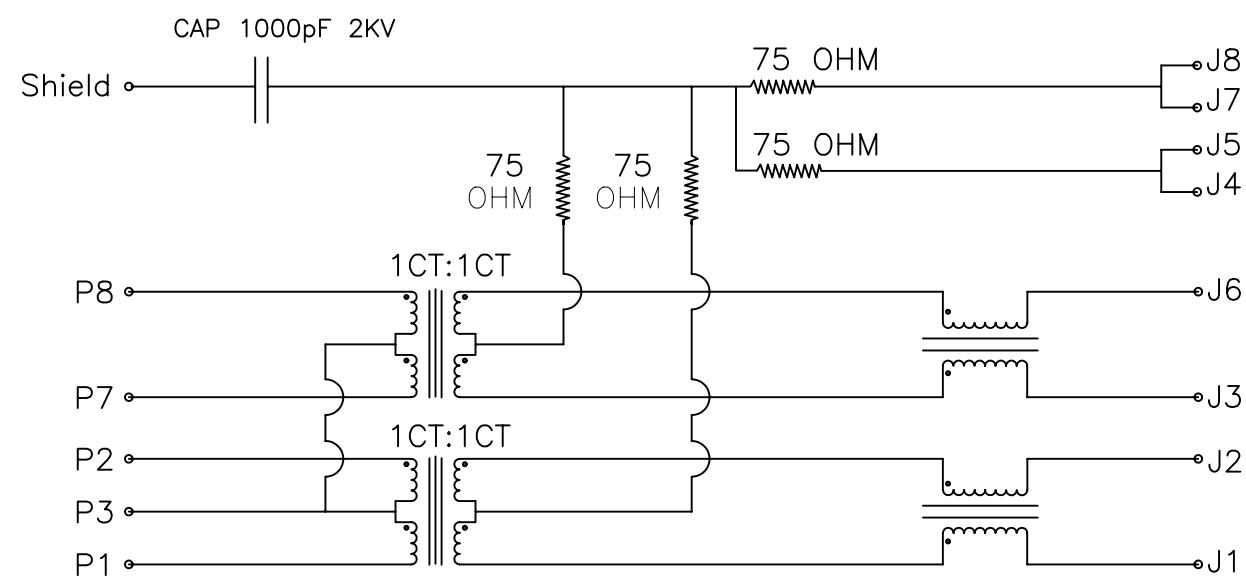 CAP 1000pF 2KV
Shield
75 OHM
J8
J7
75 OHM
J5
J4
75
OHM
75
OHM
1CT:1CT
P8
J6
P7
J3
1CT:1CT
P2
J2
P3
P1
J1